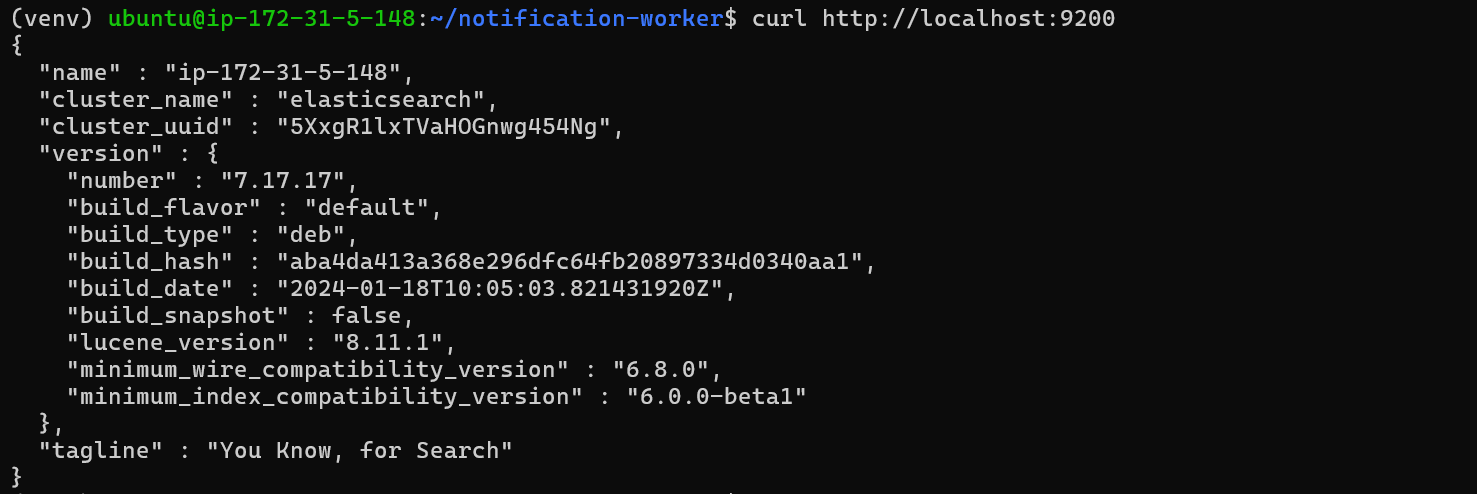 (venv) ubuntu@ip-172-31-5-148:~/notification-worker$ curl http://localhost:9200
{
  "name" : "ip-172-31-5-148",
  "cluster_name" : "elasticsearch",
  "cluster_uuid" : "5XxgR1lxTVaHOGnwg454Ng",
  "version" : {
    "number" : "7.17.17",
    "build_flavor" : "default",
    "build_type" : "deb",
    "build_hash" : "aba4da413a368e296dfc64fb20897334d0340aa1",
    "build_date" : "2024-01-18T10:05:03.821431920Z",
    "build_snapshot" : false,
    "lucene_version" : "8.11.1",
    "minimum_wire_compatibility_version" : "6.8.0",
    "minimum_index_compatibility_version" : "6.0.0-beta1"
  },
  "tagline" : "You Know, for Search"
}